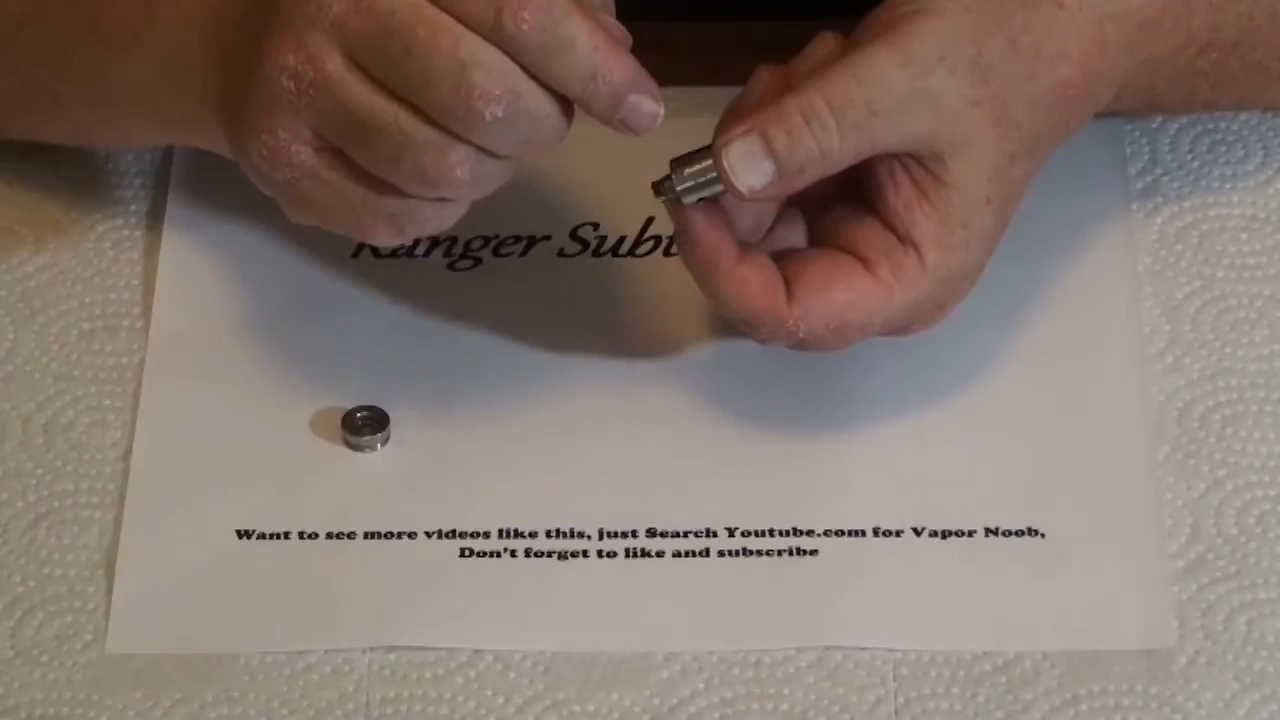 Ranger Subt
Want to see more videos like this, just Search Youtube.com for Vapor Noob,
Don't forget to like and subscribe